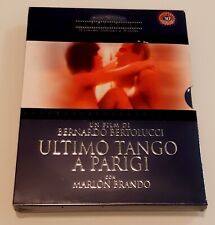 UN FILM DI
BERNARDO BERTOLUCCI
ULTIMO TANGO
A PARIGI
CON
MARLON BRANDO